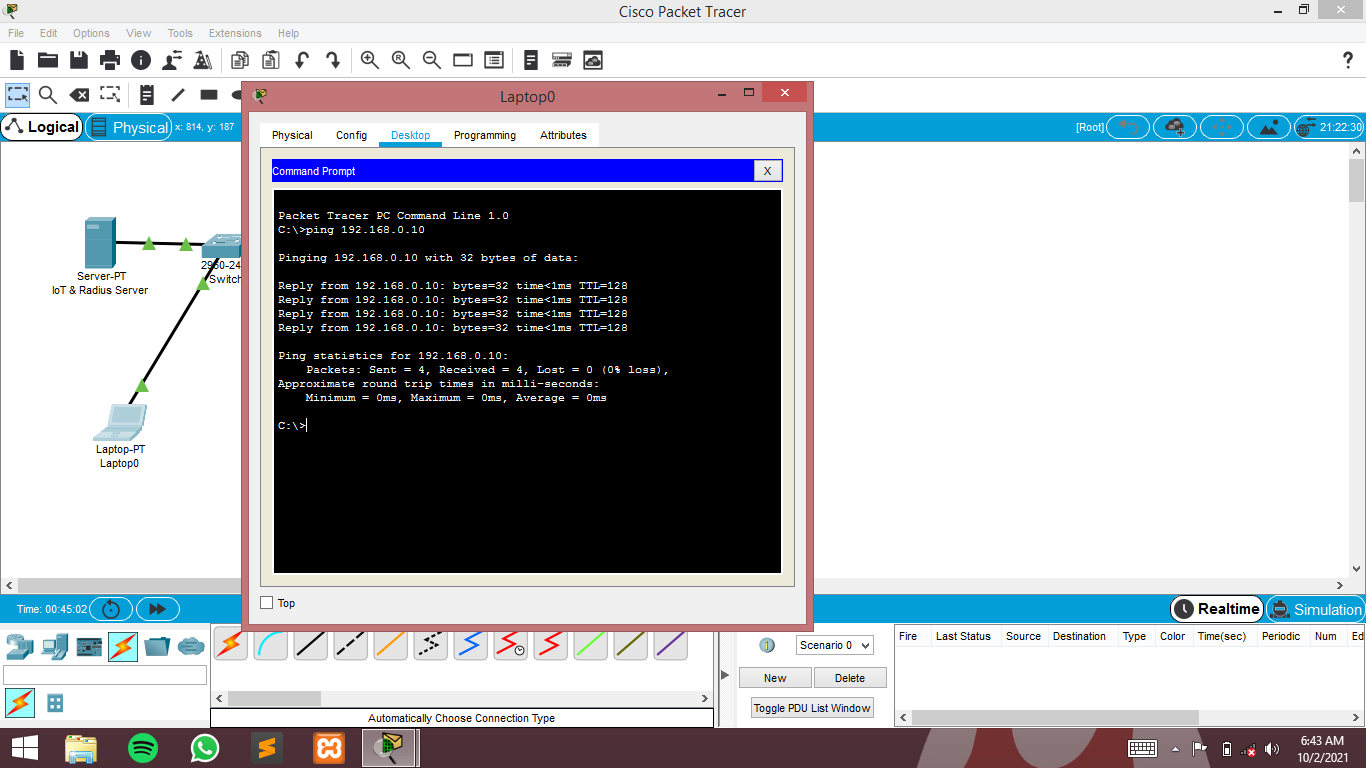 Cisco Packet Tracer
File Edit Options View Tools Extensions Help
?
Laptop0
Logical Physical x: 814, y: 187 [Root] 21:22:30
Physical Config Desktop Programming Attributes
Command Prompt X
Packet Tracer PC Command Line 1.0
C:\>ping 192.168.0.10
Pinging 192.168.0.10 with 32 bytes of data:
Reply from 192.168.0.10: bytes=32 time<1ms TTL=128
Reply from 192.168.0.10: bytes=32 time<1ms TTL=128
Reply from 192.168.0.10: bytes=32 time<1ms TTL=128
Reply from 192.168.0.10: bytes=32 time<1ms TTL=128
Ping statistics for 192.168.0.10:
Packets: Sent = 4, Received = 4, Lost = 0 (0% loss),
Approximate round trip times in milli-seconds:
Minimum = 0ms, Maximum = 0ms, Average = 0ms
C:\>
Server-PT
IoT & Radius Server
2950-24
Switch
Laptop-PT
Laptop0
Top
Time: 00:45:02 Realtime Simulation
Scenario 0
New Delete
Toggle PDU List Window
Fire Last Status Source Destination Type Color Time(sec) Periodic Num Ed
Automatically Choose Connection Type
6:43 AM
10/2/2021